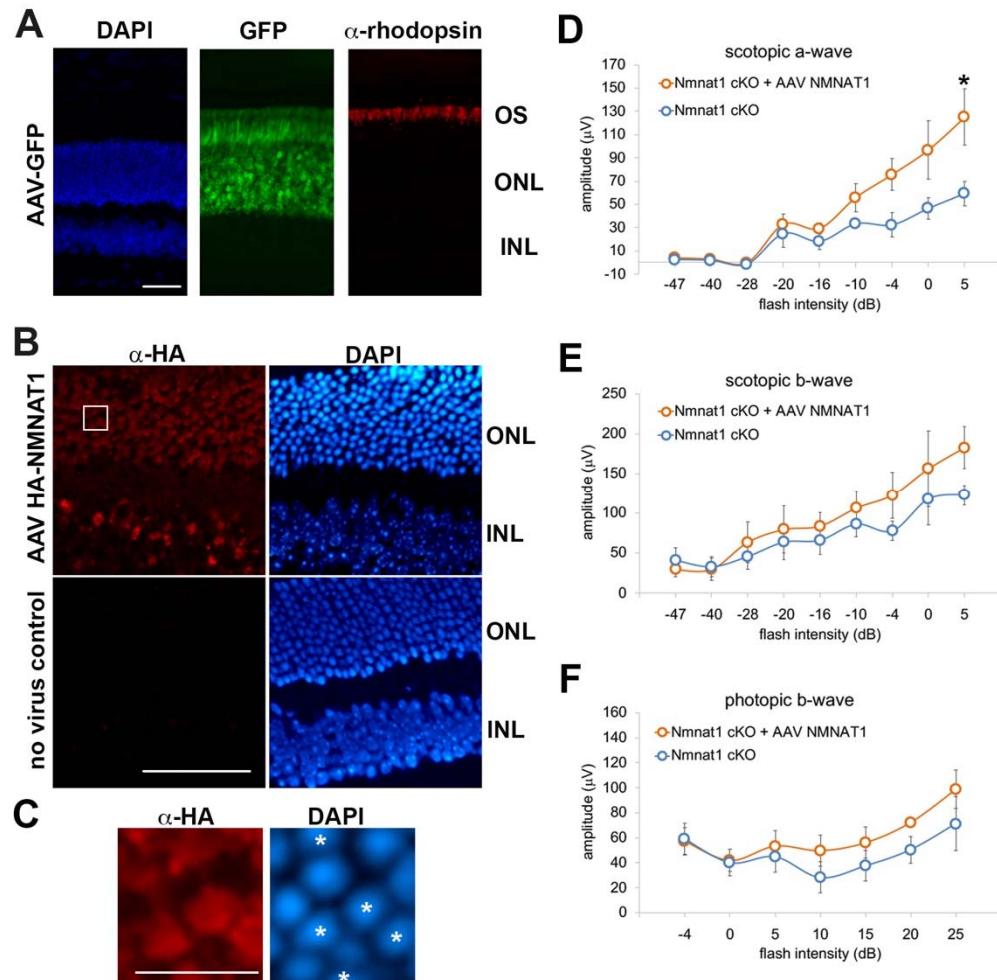 A
DAPI
GFP
α-rhodopsin
AAV-GFP
OS
ONL
INL
B
α-HA
DAPI
AAV HA-NMNAT1
ONL
INL
no virus control
ONL
INL
C
α-HA
DAPI
*
*
*
*
*
D
scotopic a-wave
Nmnat1 cKO + AAV NMNAT1
Nmnat1 cKO
*
amplitude (µV)
170
150
130
110
90
70
50
30
10
-10
-47 -40 -28 -20 -16 -10 -4 0 5
flash intensity (dB)
E
scotopic b-wave
Nmnat1 cKO + AAV NMNAT1
Nmnat1 cKO
amplitude (µV)
250
200
150
100
50
0
-47 -40 -28 -20 -16 -10 -4 0 5
flash intensity (dB)
F
photopic b-wave
Nmnat1 cKO + AAV NMNAT1
Nmnat1 cKO
amplitude (µV)
160
140
120
100
80
60
40
20
0
-4 0 5 10 15 20 25
flash intensity (dB)